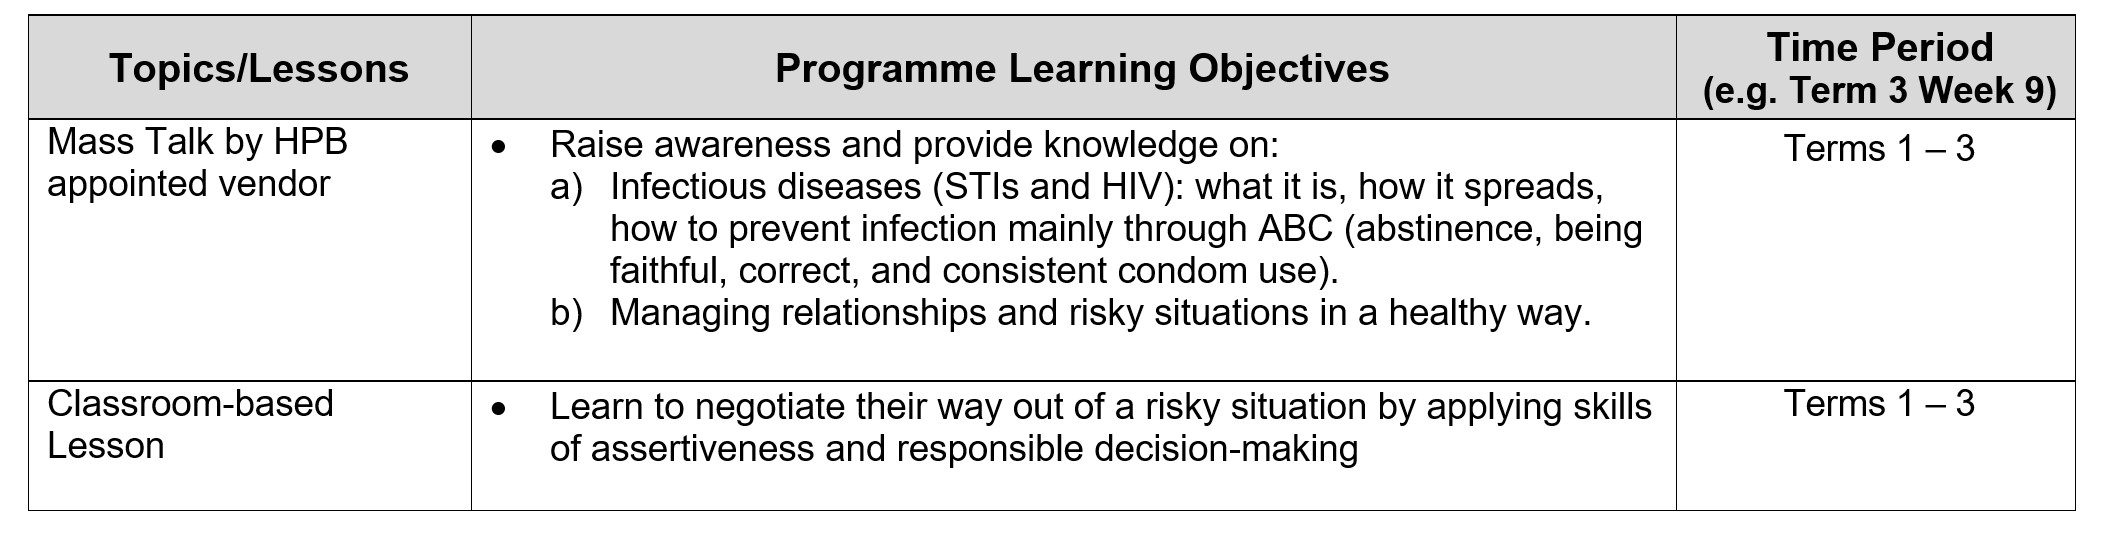 Topics/Lessons
Programme Learning Objectives
Time Period
(e.g. Term 3 Week 9)
Mass Talk by HPB
appointed vendor
• Raise awareness and provide knowledge on:
a) Infectious diseases (STIs and HIV): what it is, how it spreads,
how to prevent infection mainly through ABC (abstinence, being
faithful, correct, and consistent condom use).
b) Managing relationships and risky situations in a healthy way.
Terms 1 – 3
Classroom-based
Lesson
• Learn to negotiate their way out of a risky situation by applying skills
of assertiveness and responsible decision-making
Terms 1 – 3